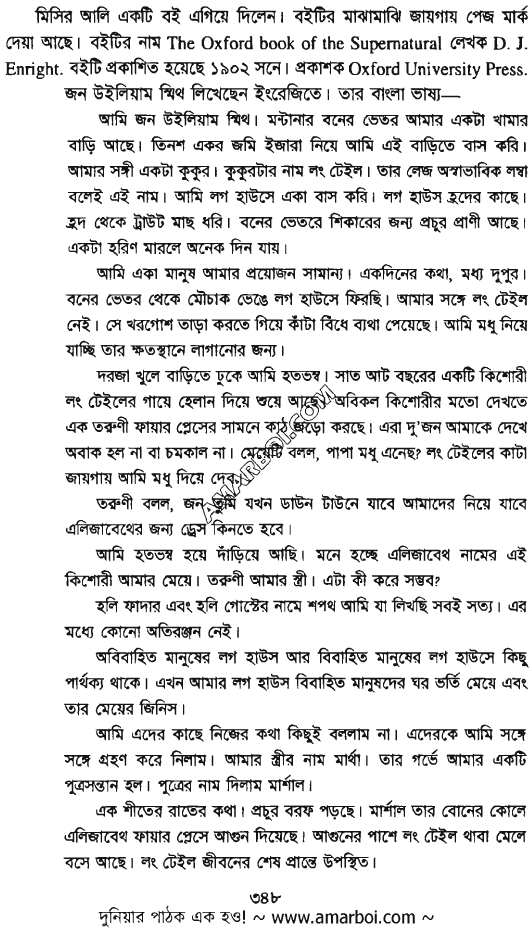 মিসির আলি একটি বই এগিয়ে দিলেন। বইটির মাঝামাঝি জায়গায় পেজ মার্ক
দেয়া আছে। বইটির নাম The Oxford book of the Supernatural লেখক D. J.
Enright. বইটি প্রকাশিত হয়েছে ১৯০২ সনে। প্রকাশক Oxford University Press.
জন উইলিয়াম স্মিথ লিখেছেন ইংরেজিতে। তার বাংলা ভাষ্য—
আমি জন উইলিয়াম স্মিথ। মন্টানার বনের ভেতর আমার একটা খামার
বাড়ি আছে। তিনশ একর জমি ইজারা নিয়ে আমি এই বাড়িতে বাস করি।
আমার সঙ্গী একটা কুকুর। কুকুরটার নাম লং টেইল। তার লেজ অস্বাভাবিক লম্বা
বলেই এই নাম। আমি লগ হাউসে একা বাস করি। লগ হাউস হ্রদের কাছে।
হ্রদ থেকে ট্রাউট মাছ ধরি। বনের ভেতরে শিকারের জন্য প্রচুর প্রাণী আছে।
একটা হরিণ মারলে অনেক দিন যায়।
আমি একা মানুষ আমার প্রয়োজন সামান্য। একদিনের কথা, মধ্য দুপুর।
বনের ভেতর থেকে মৌচাক ভেঙে লগ হাউসে ফিরছি। আমার সঙ্গে লং টেইল
নেই। সে খরগোশ তাড়া করতে গিয়ে কাঁটা বিঁধে ব্যথা পেয়েছে। আমি মধু নিয়ে
যাচ্ছি তার ক্ষতস্থানে লাগানোর জন্য।
দরজা খুলে বাড়িতে ঢুকে আমি হতভম্ব। সাত আট বছরের একটি কিশোরী
লং টেইলের গায়ে হেলান দিয়ে শুয়ে আছে। অবিকল কিশোরীর মতো দেখতে
এক তরুণী ফায়ার প্লেসের সামনে কাঠ জড়ো করছে। এরা দু'জন আমাকে দেখে
অবাক হল না বা চমকাল না। মেয়েটি বলল, পাপা মধু এনেছ? লং টেইলের কাটা
জায়গায় আমি মধু দিয়ে দেব।
তরুণী বলল, জন তুমি যখন ডাউন টাউনে যাবে আমাদের নিয়ে যাবে
এলিজাবেথের জন্য ড্রেস কিনতে হবে।
আমি হতভম্ব হয়ে দাঁড়িয়ে আছি। মনে হচ্ছে এলিজাবেথ নামের এই
কিশোরী আমার মেয়ে। তরুণী আমার স্ত্রী। এটা কী করে সম্ভব?
হলি ফাদার এবং হলি গোস্টের নামে শপথ আমি যা লিখছি সবই সত্য। এর
মধ্যে কোনো অতিরঞ্জন নেই।
অবিবাহিত মানুষের লগ হাউস আর বিবাহিত মানুষের লগ হাউসে কিছু
পার্থক্য থাকে। এখন আমার লগ হাউস বিবাহিত মানুষদের ঘর ভর্তি মেয়ে এবং
তার মেয়ের জিনিস।
আমি এদের কাছে নিজের কথা কিছুই বললাম না। এদেরকে আমি সঙ্গে
সঙ্গে গ্রহণ করে নিলাম। আমার স্ত্রীর নাম মার্থা। তার গর্ভে আমার একটি
পুত্রসন্তান হল। পুত্রের নাম দিলাম মার্শাল।
এক শীতের রাতের কথা। প্রচুর বরফ পড়ছে। মার্শাল তার বোনের কোলে
এলিজাবেথ ফায়ার প্লেসে আগুন দিয়েছে। আগুনের পাশে লং টেইল থাবা মেলে
বসে আছে। লং টেইল জীবনের শেষ প্রান্তে উপস্থিত।
AMARBOI.COM
৩৪৮
দুনিয়ার পাঠক এক হও! ~ www.amarboi.com ~